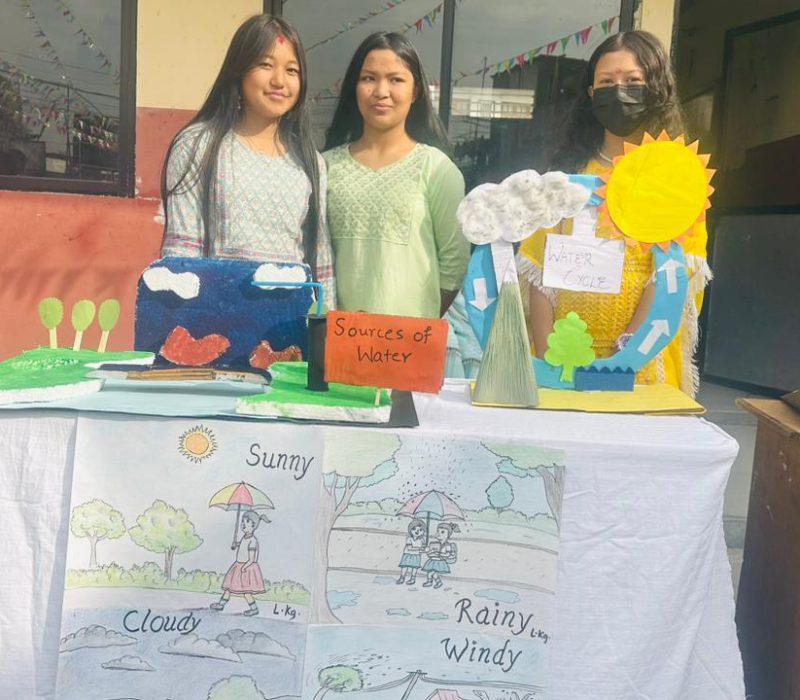 Sources of
Water
WATER
CYCLE
Sunny
L.Kg.
Rainy
L.Kg.
Cloudy
Windy